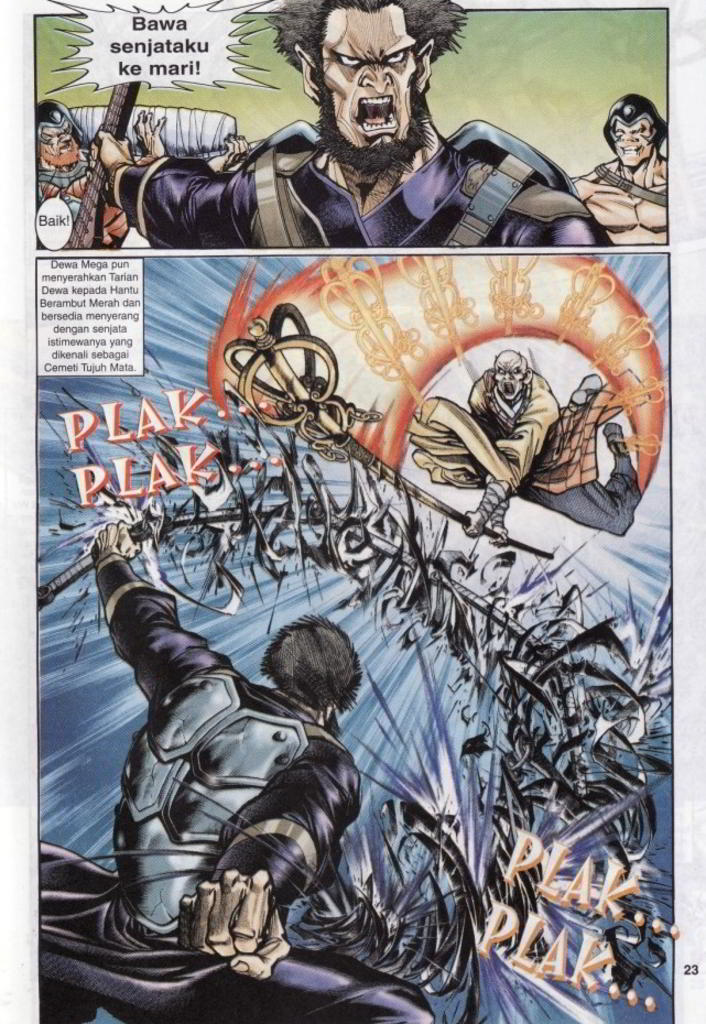 Bawa
senjataku
ke mari!
Baik!
Dewa Mega pun
menyerahkan Tarian
Dewa kepada Hantu
Berambut Merah dan
bersedia menyerang
dengan senjata
istimewanya yang
dikenali sebagai
Cemeti Tujuh Mata.
PLAK...
PLAK...
PLAK...
PLAK...
23